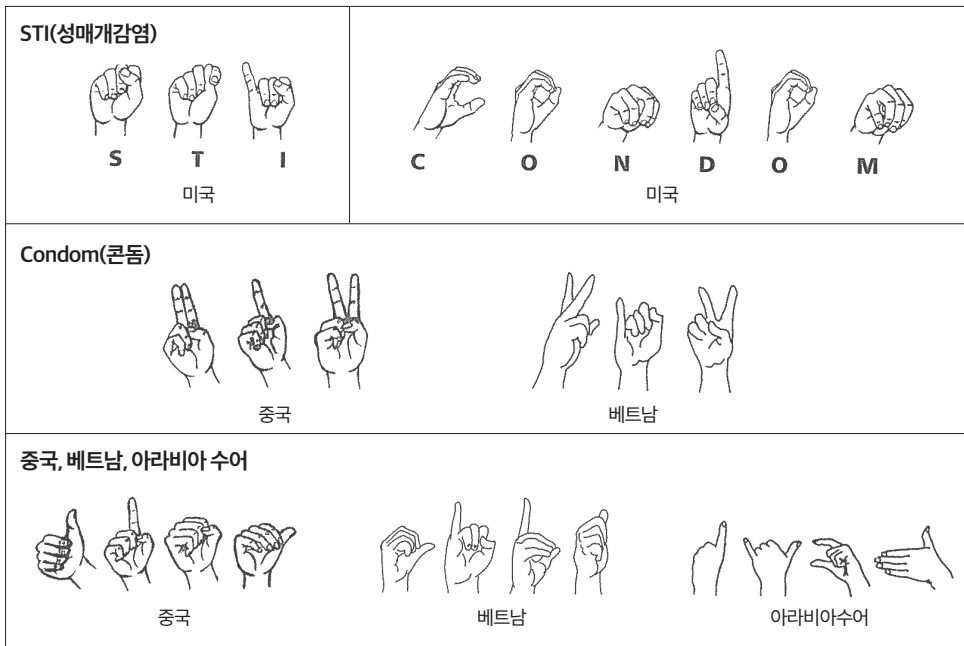 STI(성매개감염)
S T I
미국
C O N D O M
미국
Condom(콘돔)
중국
베트남
중국, 베트남, 아라비아 수어
중국
베트남
아라비아수어